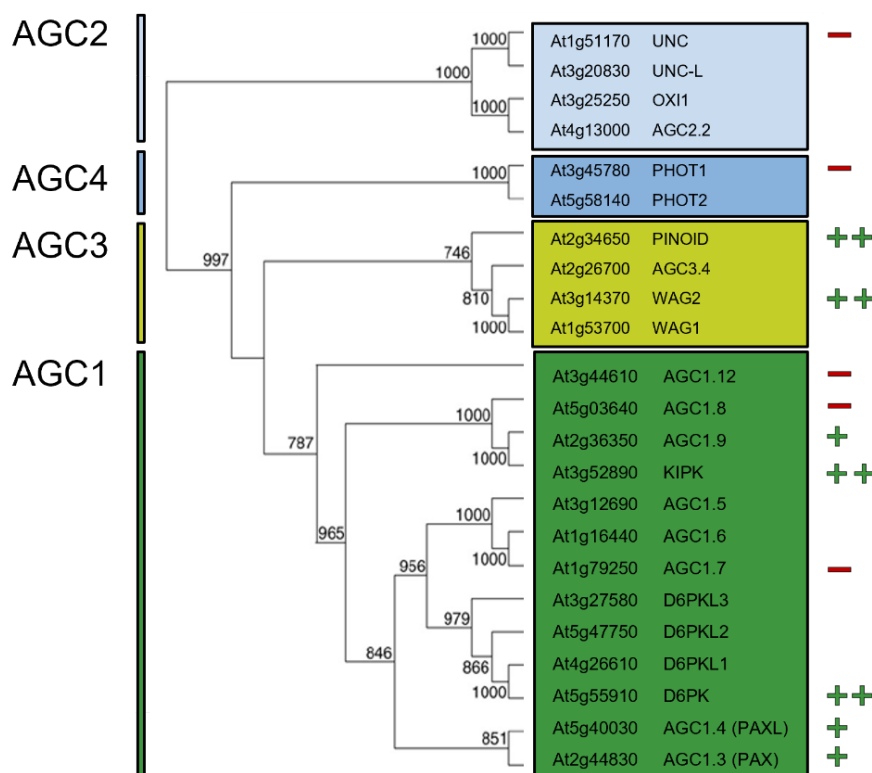 AGC2
1000 At1g51170 UNC −
1000 At3g20830 UNC-L
1000 At3g25250 OXI1
At4g13000 AGC2.2
AGC4
1000 At3g45780 PHOT1 −
At5g58140 PHOT2
AGC3
997 746 At2g34650 PINOID ++
At2g26700 AGC3.4
810 At3g14370 WAG2 ++
1000 At1g53700 WAG1
AGC1
At3g44610 AGC1.12 −
1000 At5g03640 AGC1.8 −
787 At2g36350 AGC1.9 +
1000 At3g52890 KIPK ++
1000 At3g12690 AGC1.5
965 At1g16440 AGC1.6
956 1000 At1g79250 AGC1.7 −
At3g27580 D6PKL3
979 At5g47750 D6PKL2
846 866 At4g26610 D6PKL1
1000 At5g55910 D6PK ++
851 At5g40030 AGC1.4 (PAXL) +
At2g44830 AGC1.3 (PAX) +